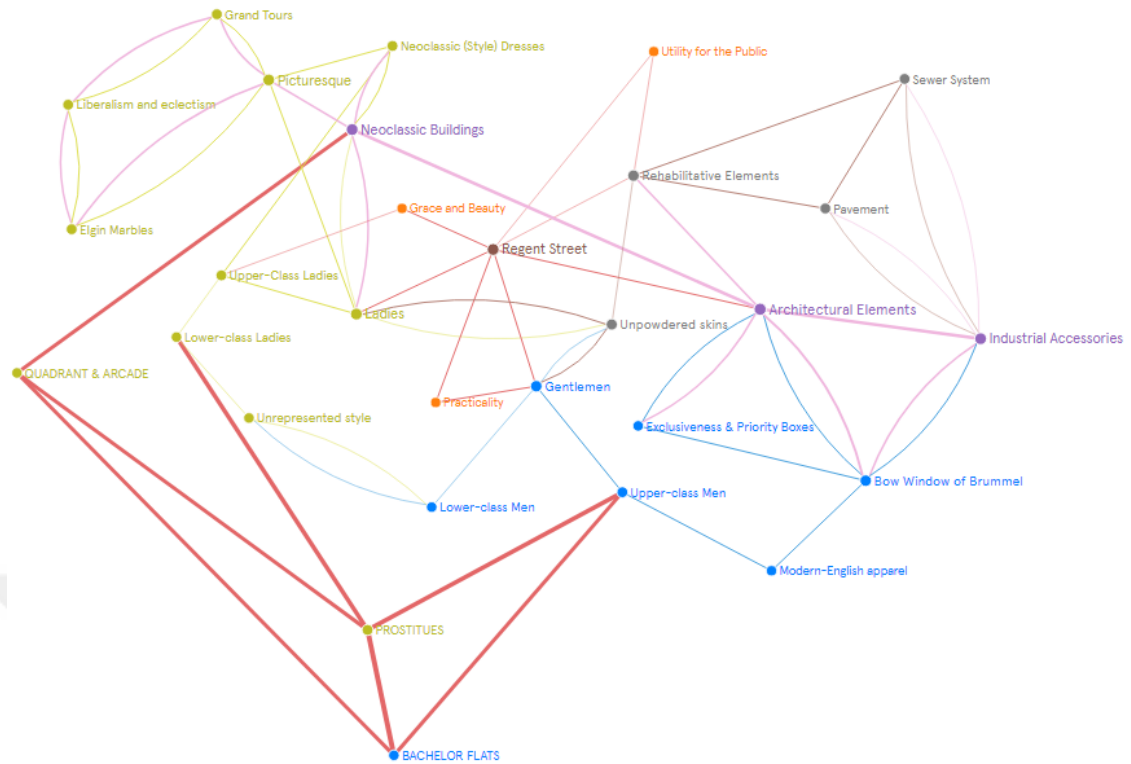 Grand Tours
Neoclassic (Style) Dresses
Utility for the Public
Picturesque
Sewer System
Liberalism and eclectism
Neoclassic Buildings
Rehabilitative Elements
Grace and Beauty
Pavement
Elgin Marbles
Regent Street
Upper-Class Ladies
Architectural Elements
Ladies
Unpowdered skins
Lower-class Ladies
Industrial Accessories
QUADRANT & ARCADE
Gentlemen
Practicality
Unrepresented style
Exclusiveness & Priority Boxes
Bow Window of Brummel
Upper-class Men
Lower-class Men
Modern-English apparel
PROSTITUES
BACHELOR FLATS